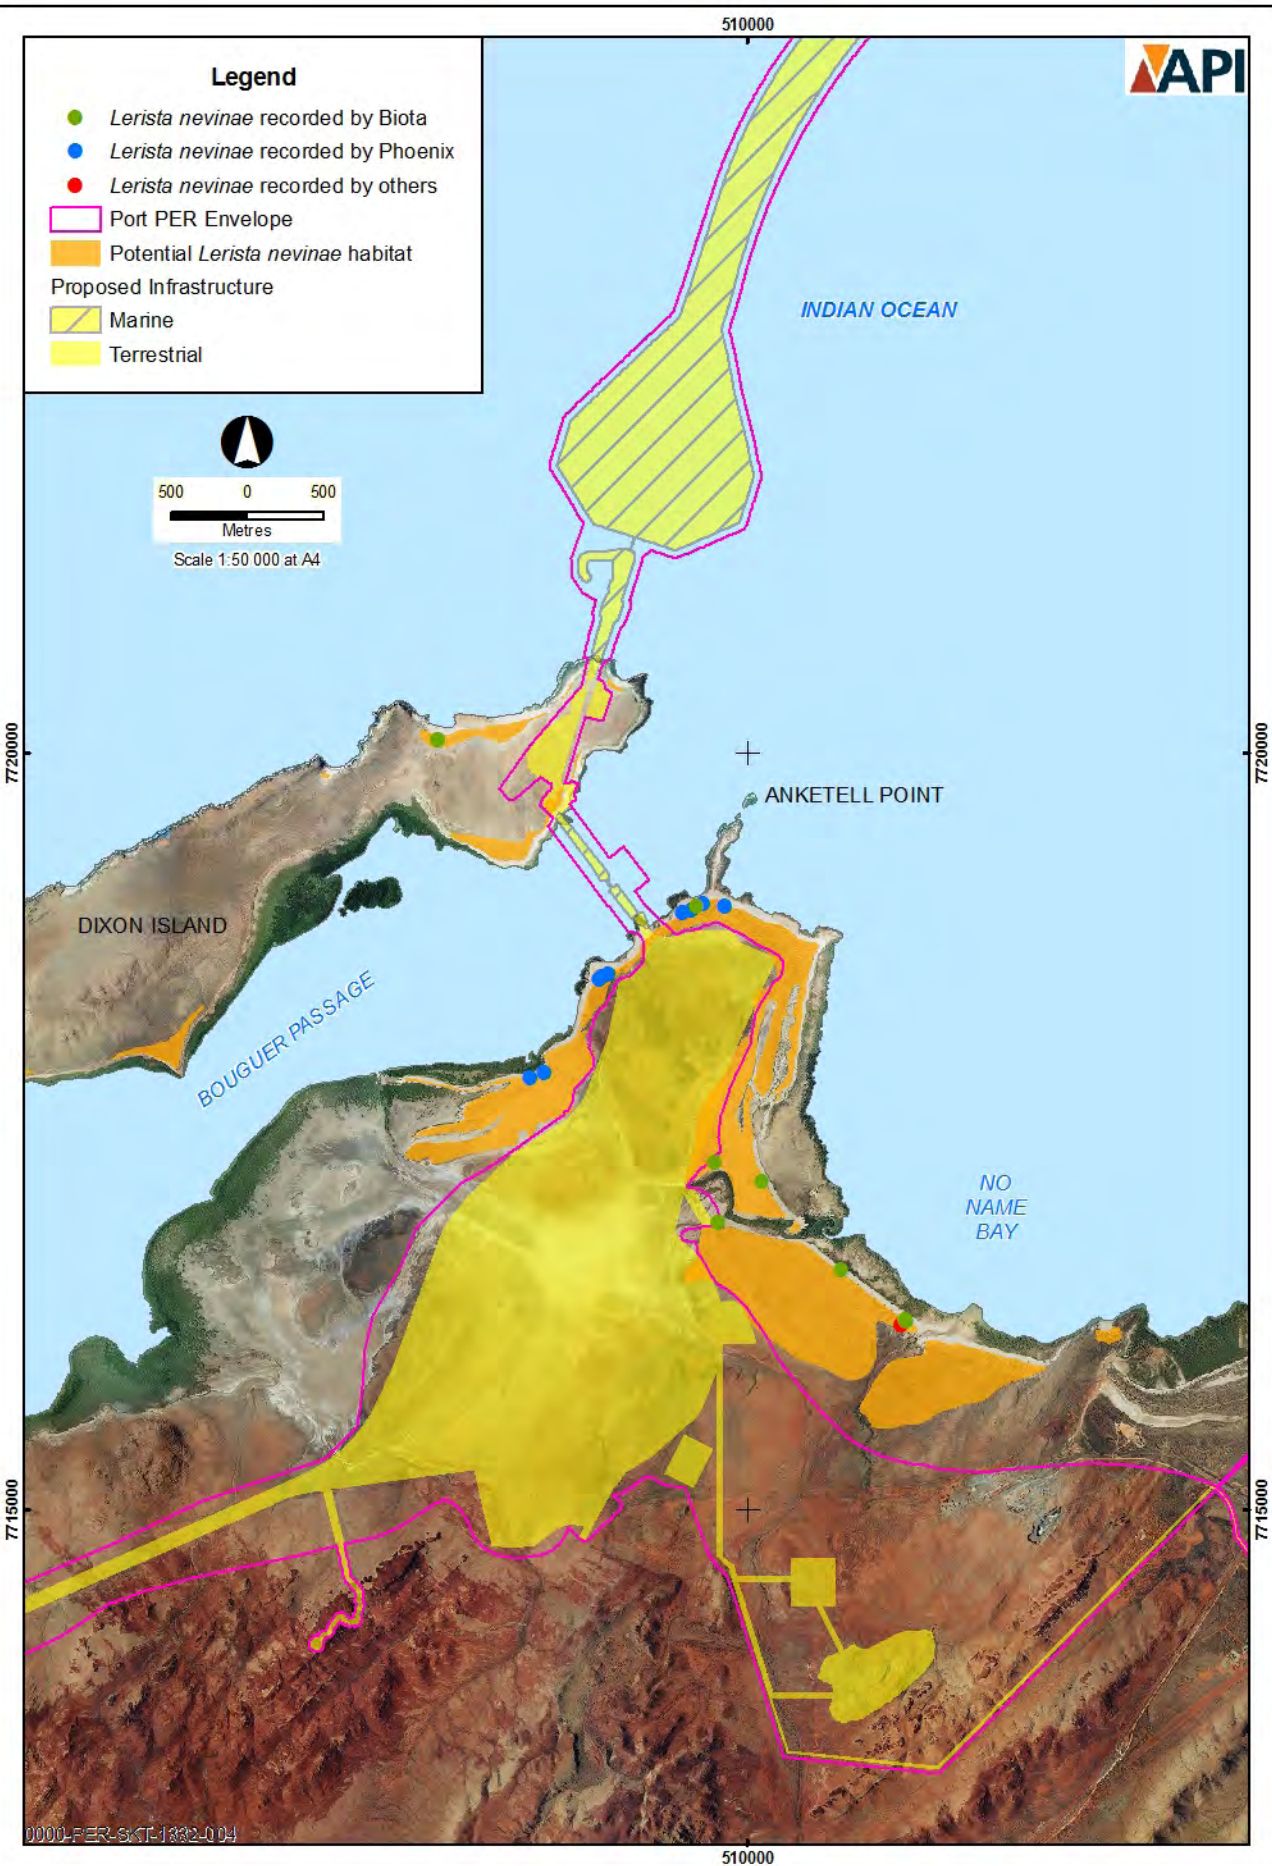 510000
API
Legend
Lerista nevinae recorded by Biota
Lerista nevinae recorded by Phoenix
Lerista nevinae recorded by others
Port PER Envelope
Potential Lerista nevinae habitat
Proposed Infrastructure
Marine
Terrestrial
INDIAN OCEAN
500 0 500
Metres
Scale 1:50 000 at A4
7720000
7720000
ANKETELL POINT
DIXON ISLAND
BOUGUER PASSAGE
NO
NAME
BAY
7715000
7715000
0000-PER-SKT-1332-004
510000